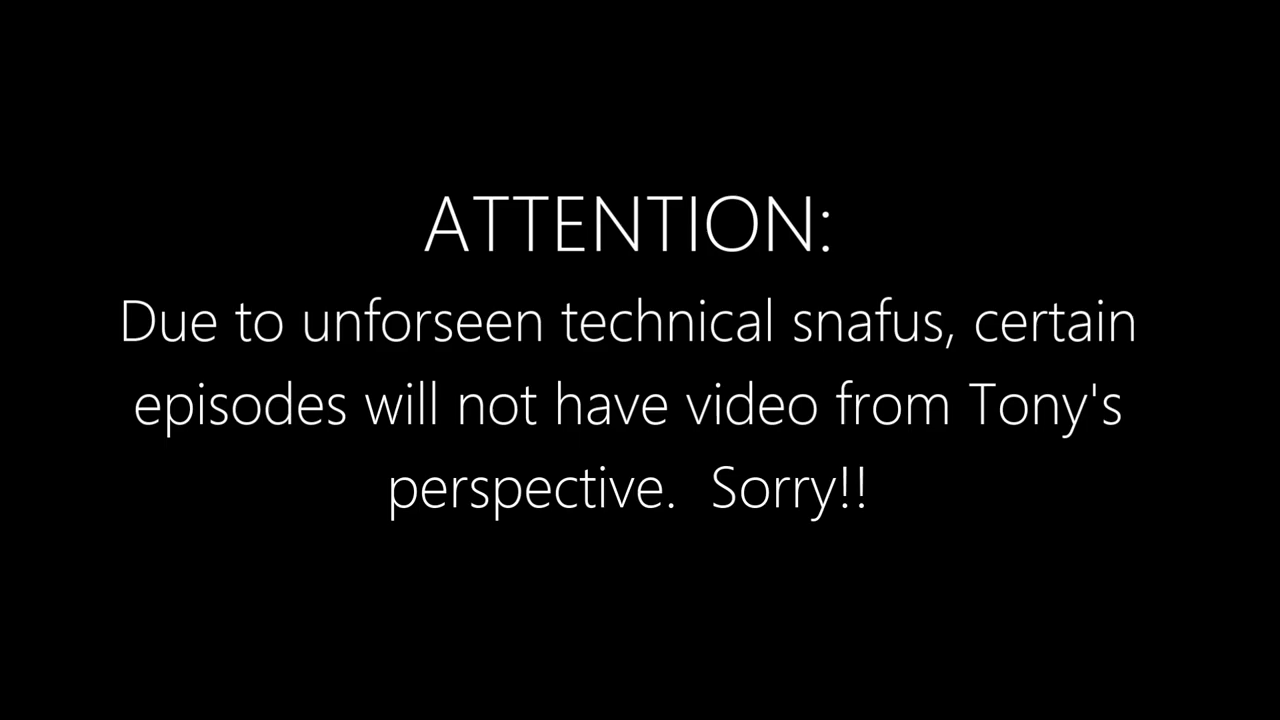 ATTENTION:
Due to unforseen technical snafus, certain
episodes will not have video from Tony's
perspective.  Sorry!!